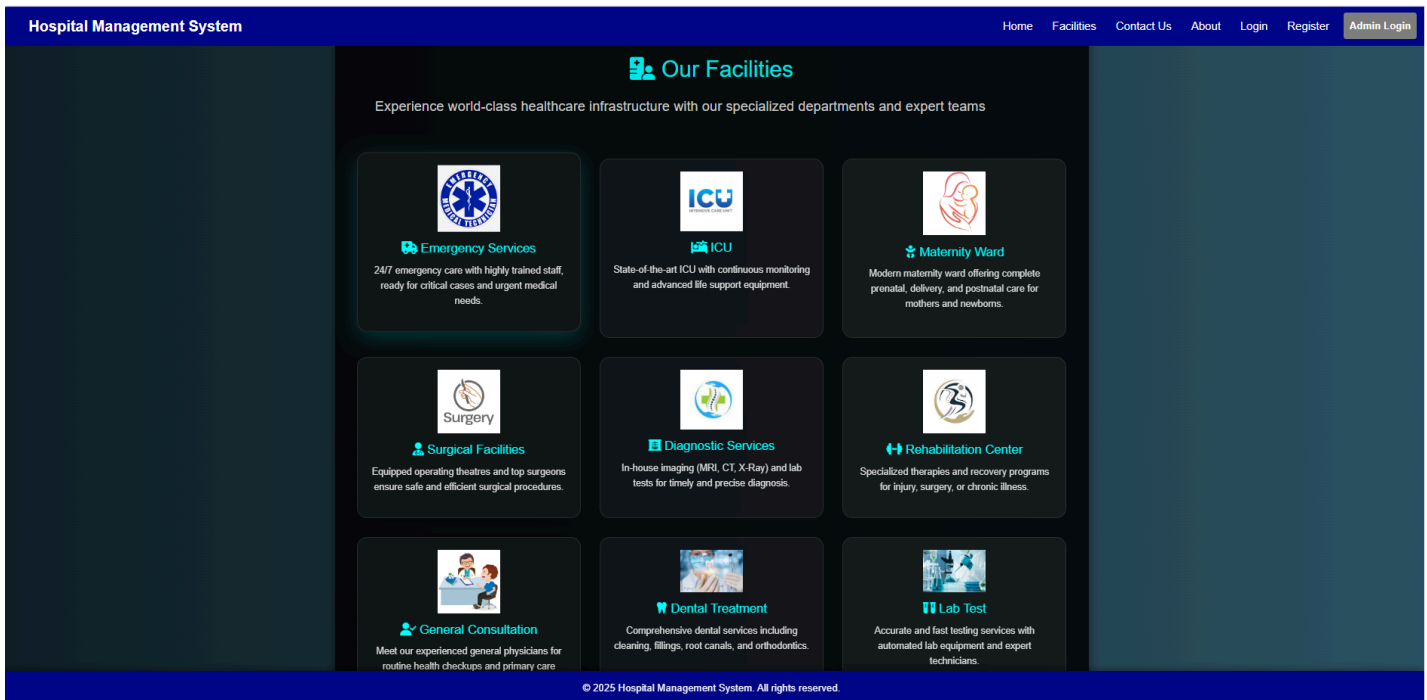 Hospital Management System
Home Facilities Contact Us About Login Register Admin Login
Our Facilities
Experience world-class healthcare infrastructure with our specialized departments and expert teams
EMERGENCY
MEDICAL TECHNICIAN
Emergency Services
24/7 emergency care with highly trained staff,
ready for critical cases and urgent medical
needs.
ICU
INTENSIVE CARE UNIT
ICU
State-of-the-art ICU with continuous monitoring
and advanced life support equipment.
Maternity Ward
Modern maternity ward offering complete
prenatal, delivery, and postnatal care for
mothers and newborns.
Surgery
Surgical Facilities
Equipped operating theatres and top surgeons
ensure safe and efficient surgical procedures.
Diagnostic Services
In-house imaging (MRI, CT, X-Ray) and lab
tests for timely and precise diagnosis.
Rehabilitation Center
Specialized therapies and recovery programs
for injury, surgery, or chronic illness.
General Consultation
Meet our experienced general physicians for
routine health checkups and primary care
Dental Treatment
Comprehensive dental services including
cleaning, fillings, root canals, and orthodontics.
Lab Test
Accurate and fast testing services with
automated lab equipment and expert
technicians.
© 2025 Hospital Management System. All rights reserved.